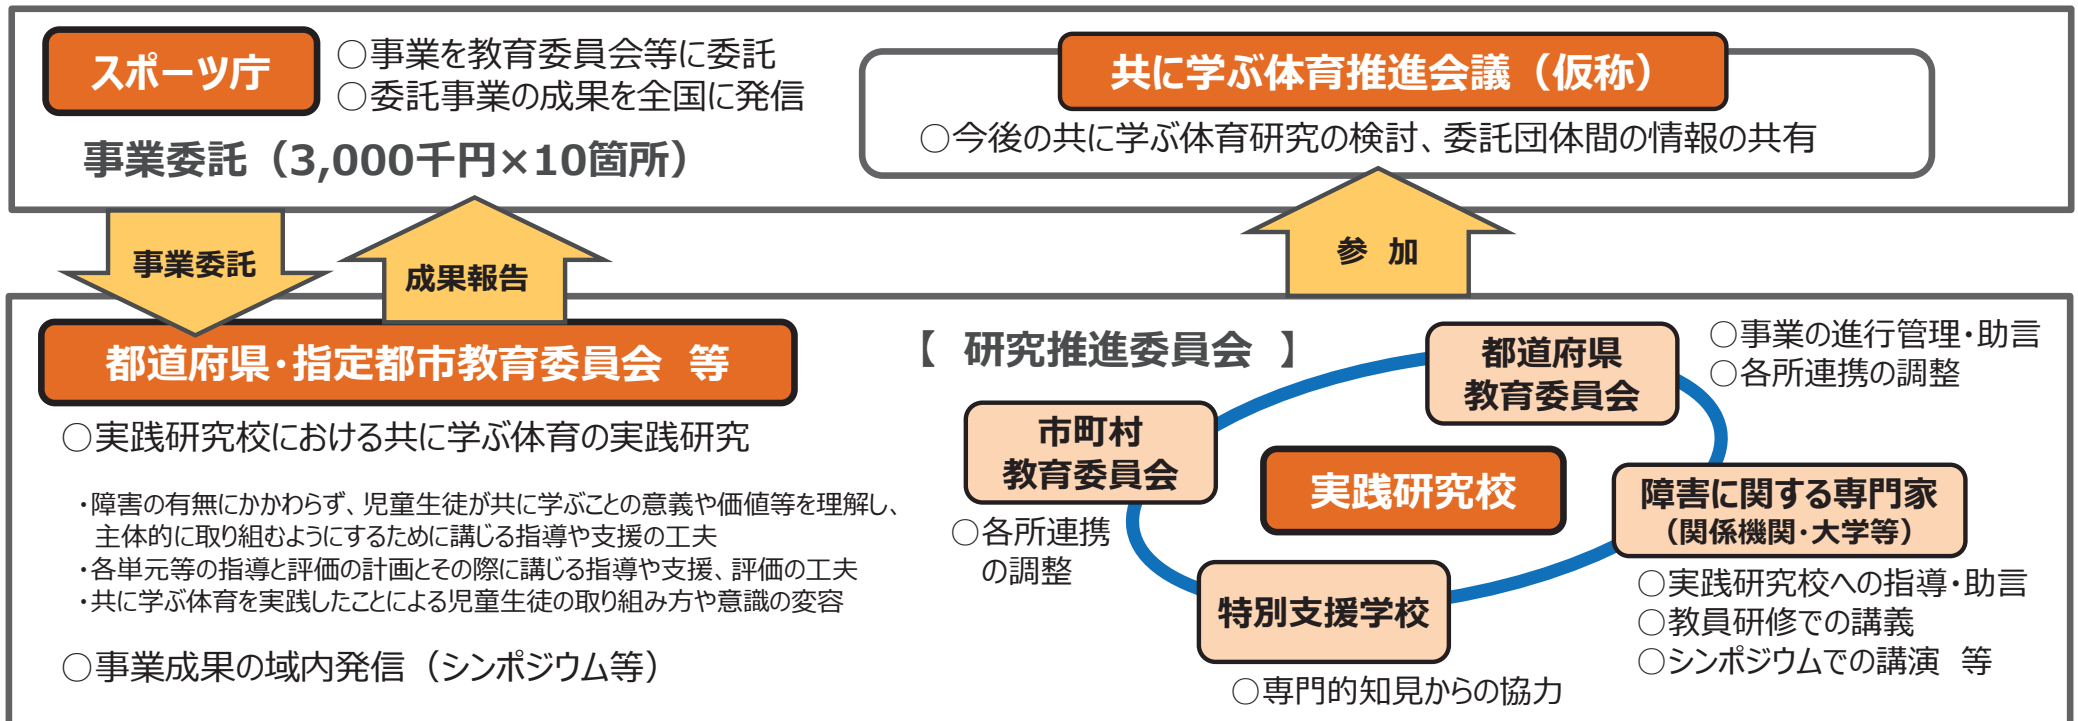 スポーツ庁
○事業を教育委員会等に委託
○委託事業の成果を全国に発信
事業委託（3,000千円×10箇所）
共に学ぶ体育推進会議（仮称）
○今後の共に学ぶ体育研究の検討、委託団体間の情報の共有
事業委託
成果報告
参 加
都道府県・指定都市教育委員会 等
○実践研究校における共に学ぶ体育の実践研究
・障害の有無にかかわらず、児童生徒が共に学ぶことの意義や価値等を理解し、
主体的に取り組むようにするために講じる指導や支援の工夫
・各単元等の指導と評価の計画とその際に講じる指導や支援、評価の工夫
・共に学ぶ体育を実践したことによる児童生徒の取り組み方や意識の変容
○事業成果の域内発信（シンポジウム等）
【 研究推進委員会 】
都道府県
教育委員会
○事業の進行管理・助言
○各所連携の調整
市町村
教育委員会
○各所連携
の調整
実践研究校
障害に関する専門家
（関係機関・大学等）
○実践研究校への指導・助言
○教員研修での講義
○シンポジウムでの講演 等
特別支援学校
○専門的知見からの協力